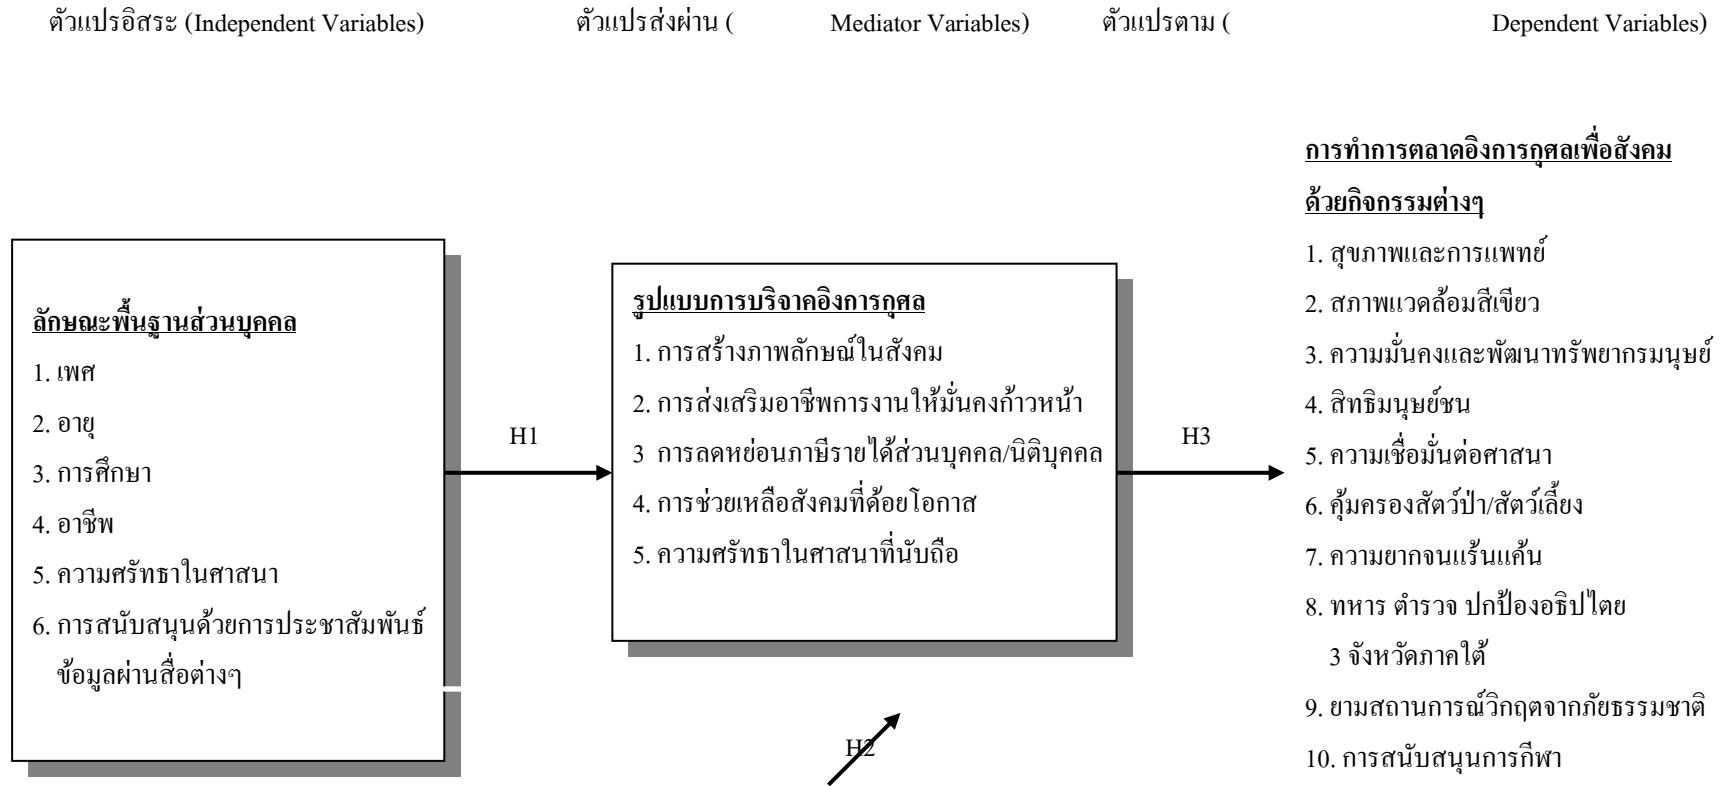 ตัวแปรอิสระ (Independent Variables) ตัวแปรส่งผ่าน ( Mediator Variables) ตัวแปรตาม ( Dependent Variables)
ลักษณะพื้นฐานส่วนบุคคล
1. เพศ
2. อายุ
3. การศึกษา
4. อาชีพ
5. ความศรัทธาในศาสนา
6. การสนับสนุนด้วยการประชาสัมพันธ์
ข้อมูลผ่านสื่อต่างๆ
H1
รูปแบบการบริจาคอิงการกุศล
1. การสร้างภาพลักษณ์ในสังคม
2. การส่งเสริมอาชีพการงานให้มั่นคงก้าวหน้า
3 การลดหย่อนภาษีรายได้ส่วนบุคคล/นิติบุคคล
4. การช่วยเหลือสังคมที่ด้อยโอกาส
5. ความศรัทธาในศาสนาที่นับถือ
H2
H3
การทำการตลาดอิงการกุศลเพื่อสังคม
ด้วยกิจกรรมต่างๆ
1. สุขภาพและการแพทย์
2. สภาพแวดล้อมสีเขียว
3. ความมั่นคงและพัฒนาทรัพยากรมนุษย์
4. สิทธิมนุษยชน
5. ความเชื่อมั่นต่อศาสนา
6. คุ้มครองสัตว์ป่า/สัตว์เลี้ยง
7. ความยากจนแร้นแค้น
8. ทหาร ตำรวจ ปกป้องอธิปไตย
3 จังหวัดภาคใต้
9. ยามสถานการณ์วิกฤตจากภัยธรรมชาติ
10. การสนับสนุนการกีฬา